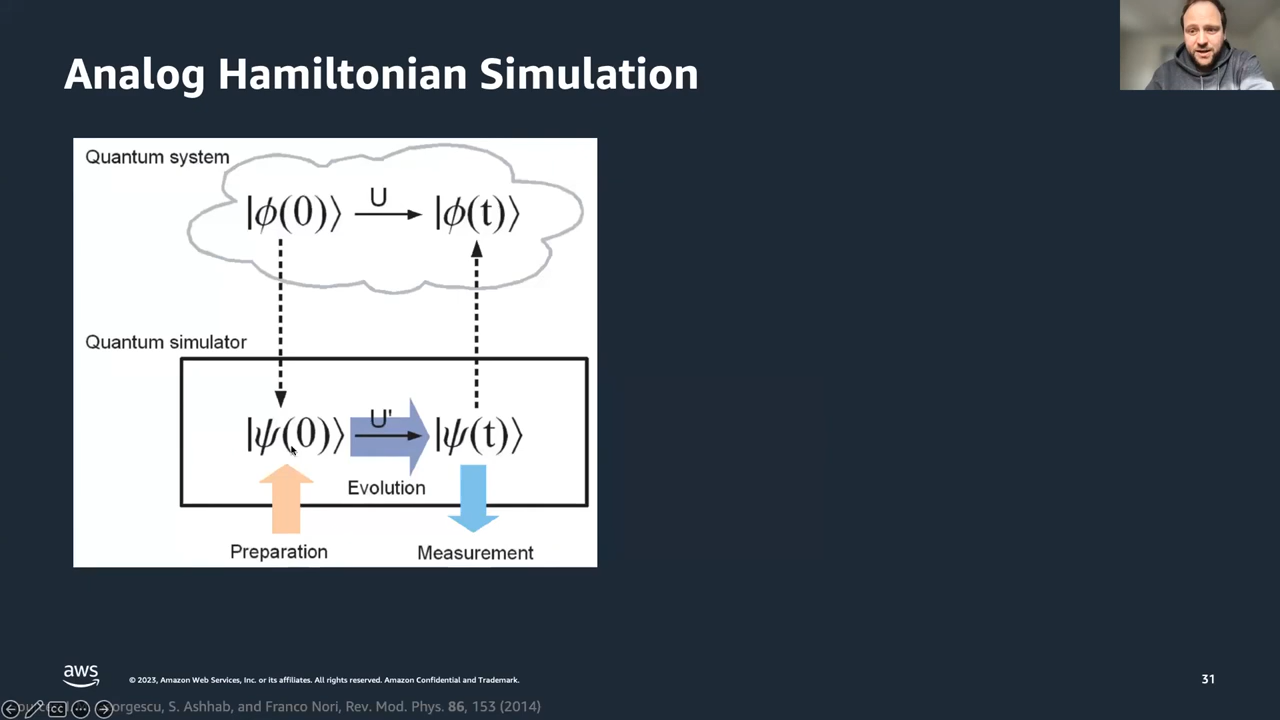 Analog Hamiltonian Simulation
Quantum system
|ϕ(0)⟩ U |ϕ(t)⟩
Quantum simulator
|ψ(0)⟩ U' |ψ(t)⟩
Evolution
Preparation Measurement
aws
© 2023, Amazon Web Services, Inc. or its affiliates. All rights reserved. Amazon Confidential and Trademark.
31
CC
S. Ashhab, and Franco Nori, Rev. Mod. Phys. 86, 153 (2014)